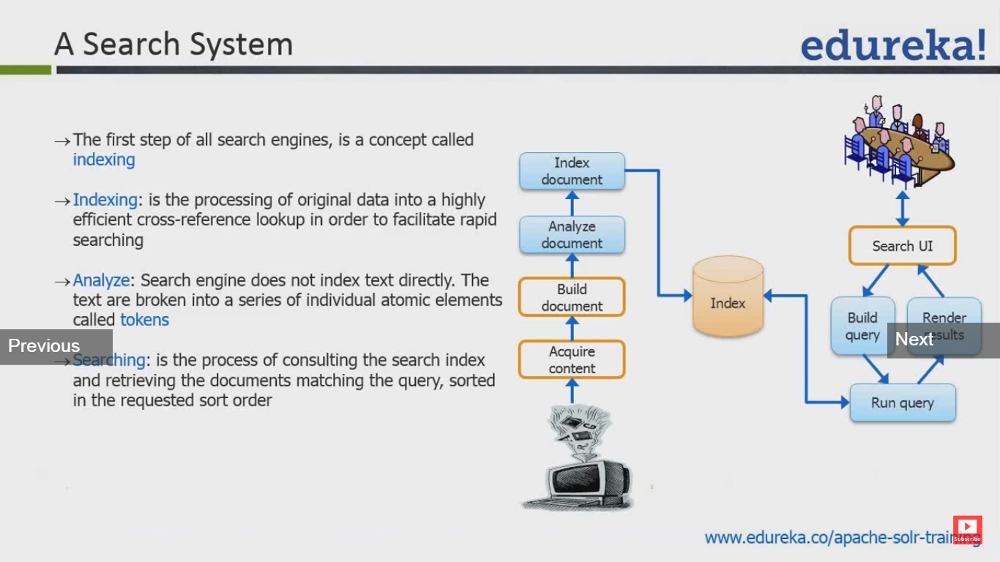 A Search System
edureka!
→The first step of all search engines, is a concept called
indexing
→Indexing: is the processing of original data into a highly
efficient cross-reference lookup in order to facilitate rapid
searching
→Analyze: Search engine does not index text directly. The
text are broken into a series of individual atomic elements
called tokens
Previous
→Searching: is the process of consulting the search index
and retrieving the documents matching the query, sorted
in the requested sort order
Index
document
Analyze
document
Build
document
Acquire
content
Index
Search UI
Build
query
Render
results
Next
Run query
www.edureka.co/apache-solr-training
Subscribe